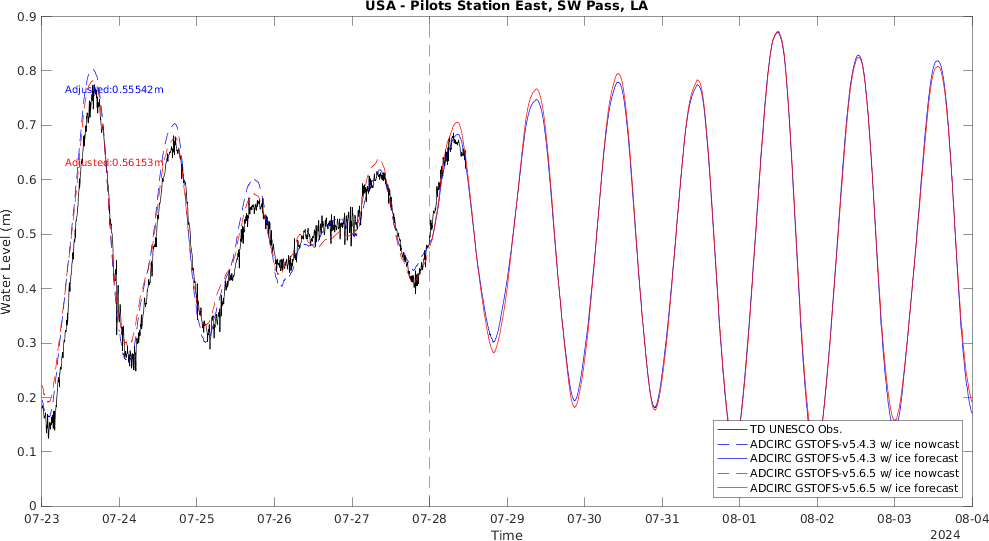 USA - Pilots Station East, SW Pass, LA
0.9
0.8
0.7
0.6
0.5
0.4
0.3
0.2
0.1
0
Water Level (m)
Adjusted:0.55542m
Adjusted:0.56153m
TD UNESCO Obs.
ADCIRC GSTOFS-v5.4.3 w/ ice nowcast
ADCIRC GSTOFS-v5.4.3 w/ ice forecast
ADCIRC GSTOFS-v5.6.5 w/ ice nowcast
ADCIRC GSTOFS-v5.6.5 w/ ice forecast
07-23 07-24 07-25 07-26 07-27 07-28 07-29 07-30 07-31 08-01 08-02 08-03 08-04
Time
2024